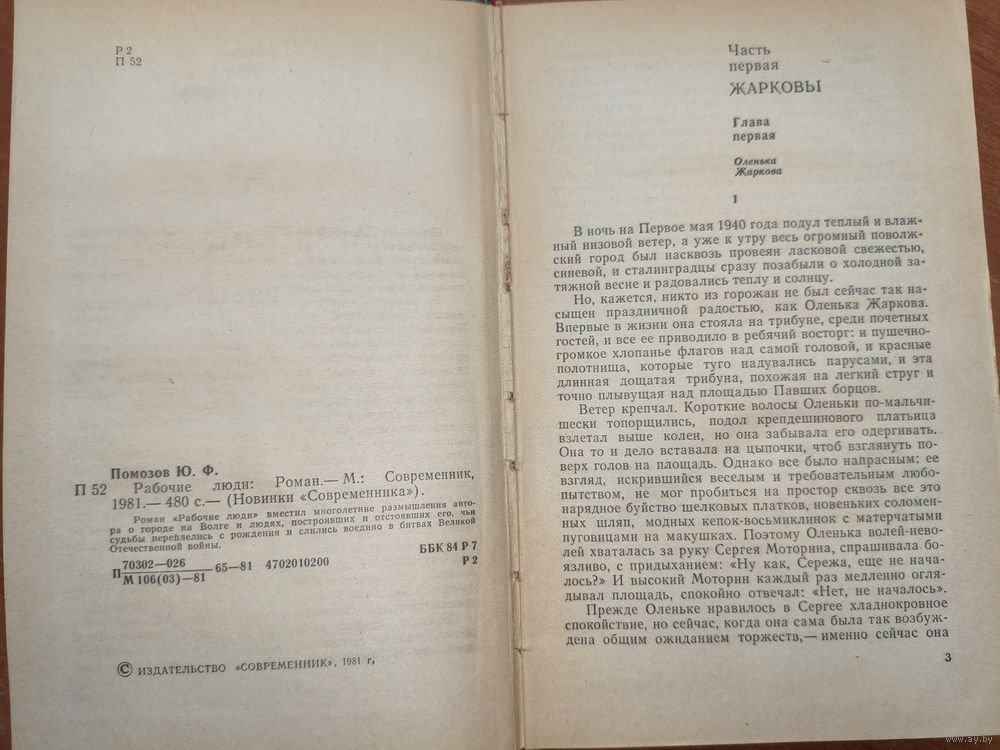 Р 2
П 52
Помозов Ю. Ф.
П 52 Рабочие люди: Роман.— М.: Современник,
1981.— 480 с.— (Новинки «Современника»).
Роман «Рабочие люди» вместил многолетние размышления авто-
ра о городе на Волге и людях, построивших и отстоявших его, чьи
судьбы переплелись с рождения и слились воедино в битвах Великой
Отечественной войны.
ББК 84 Р 7
П 70302—026
М 106(03)—81 65—81 4702010200 Р 2
© ИЗДАТЕЛЬСТВО «СОВРЕМЕННИК», 1981 г.
Часть
первая
ЖАРКОВЫ
Глава
первая
Оленька
Жаркова
1
В ночь на Первое мая 1940 года подул теплый и влаж-
ный низовой ветер, а уже к утру весь огромный поволж-
ский город был насквозь провеян ласковой свежестью,
синевой, и сталинградцы сразу позабыли о холодной за-
тяжной весне и радовались теплу и солнцу.
Но, кажется, никто из горожан не был сейчас так на-
сыщен праздничной радостью, как Оленька Жаркова.
Впервые в жизни она стояла на трибуне, среди почетных
гостей, и все ее приводило в ребячий восторг: и пушечно-
громкое хлопанье флагов над самой головой, и красные
полотнища, которые туго надувались парусами, и эта
длинная дощатая трибуна, похожая на легкий струг и
точно плывущая над площадью Павших борцов.
Ветер крепчал. Короткие волосы Оленьки по-мальчи-
шески топорщились, подол крепдешинового платьица
взлетал выше колен, но она забывала его одергивать.
Она то и дело вставала на цыпочки, чтоб взглянуть по-
верх голов на площадь. Однако все было напрасным: ее
взгляд, искрившийся веселым и требовательным любо-
пытством, не мог пробиться на простор сквозь все это
нарядное буйство шелковых платков, новеньких соломен-
ных шляп, модных кепок-восьмиклинок с матерчатыми
пуговицами на макушках. Поэтому Оленька волей-нево-
лей хваталась за руку Сергея Моторина, спрашивала бо-
язливо, с придыханием: «Ну как, Сережа, еще не нача-
лось?» И высокий Моторин каждый раз медленно огля-
дывал площадь, спокойно отвечал: «Нет, не началось».
Прежде Оленьке нравилось в Сергее хладнокровное
спокойствие, но сейчас, когда она сама была так возбуж-
дена общим ожиданием торжеств,— именно сейчас она
3
www.ay.by